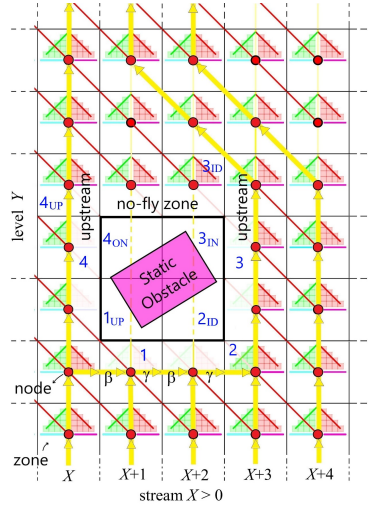 3ID
no-fly zone
4UP
upstream
upstream
level Y
4ON
3IN
4
3
Static
Obstacle
1UP
2ID
1
2
node
β
γ
β
γ
zone
X
X+1
X+2
X+3
X+4
stream X > 0